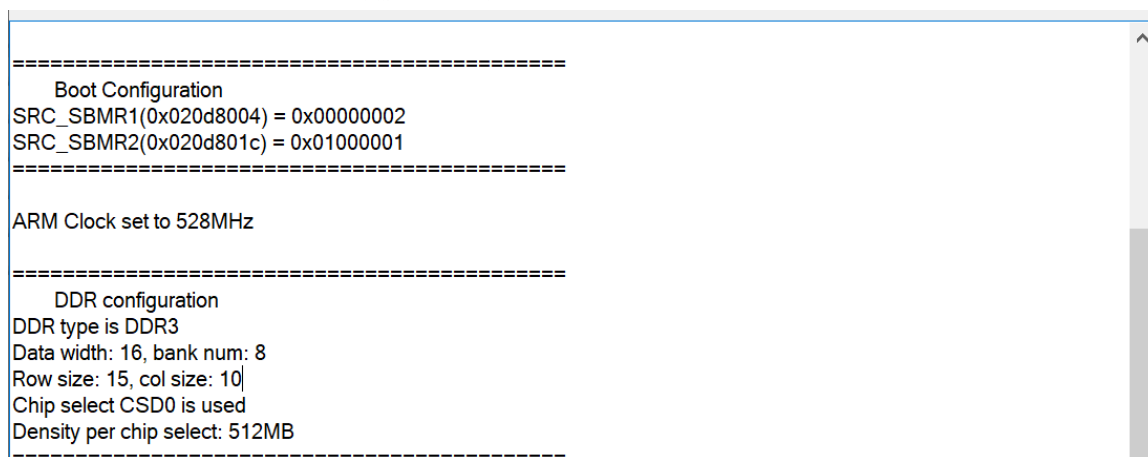 ============================================
Boot Configuration
SRC_SBMR1(0x020d8004) = 0x00000002
SRC_SBMR2(0x020d801c) = 0x01000001
============================================
ARM Clock set to 528MHz
============================================
DDR configuration
DDR type is DDR3
Data width: 16, bank num: 8
Row size: 15, col size: 10
Chip select CSD0 is used
Density per chip select: 512MB
============================================